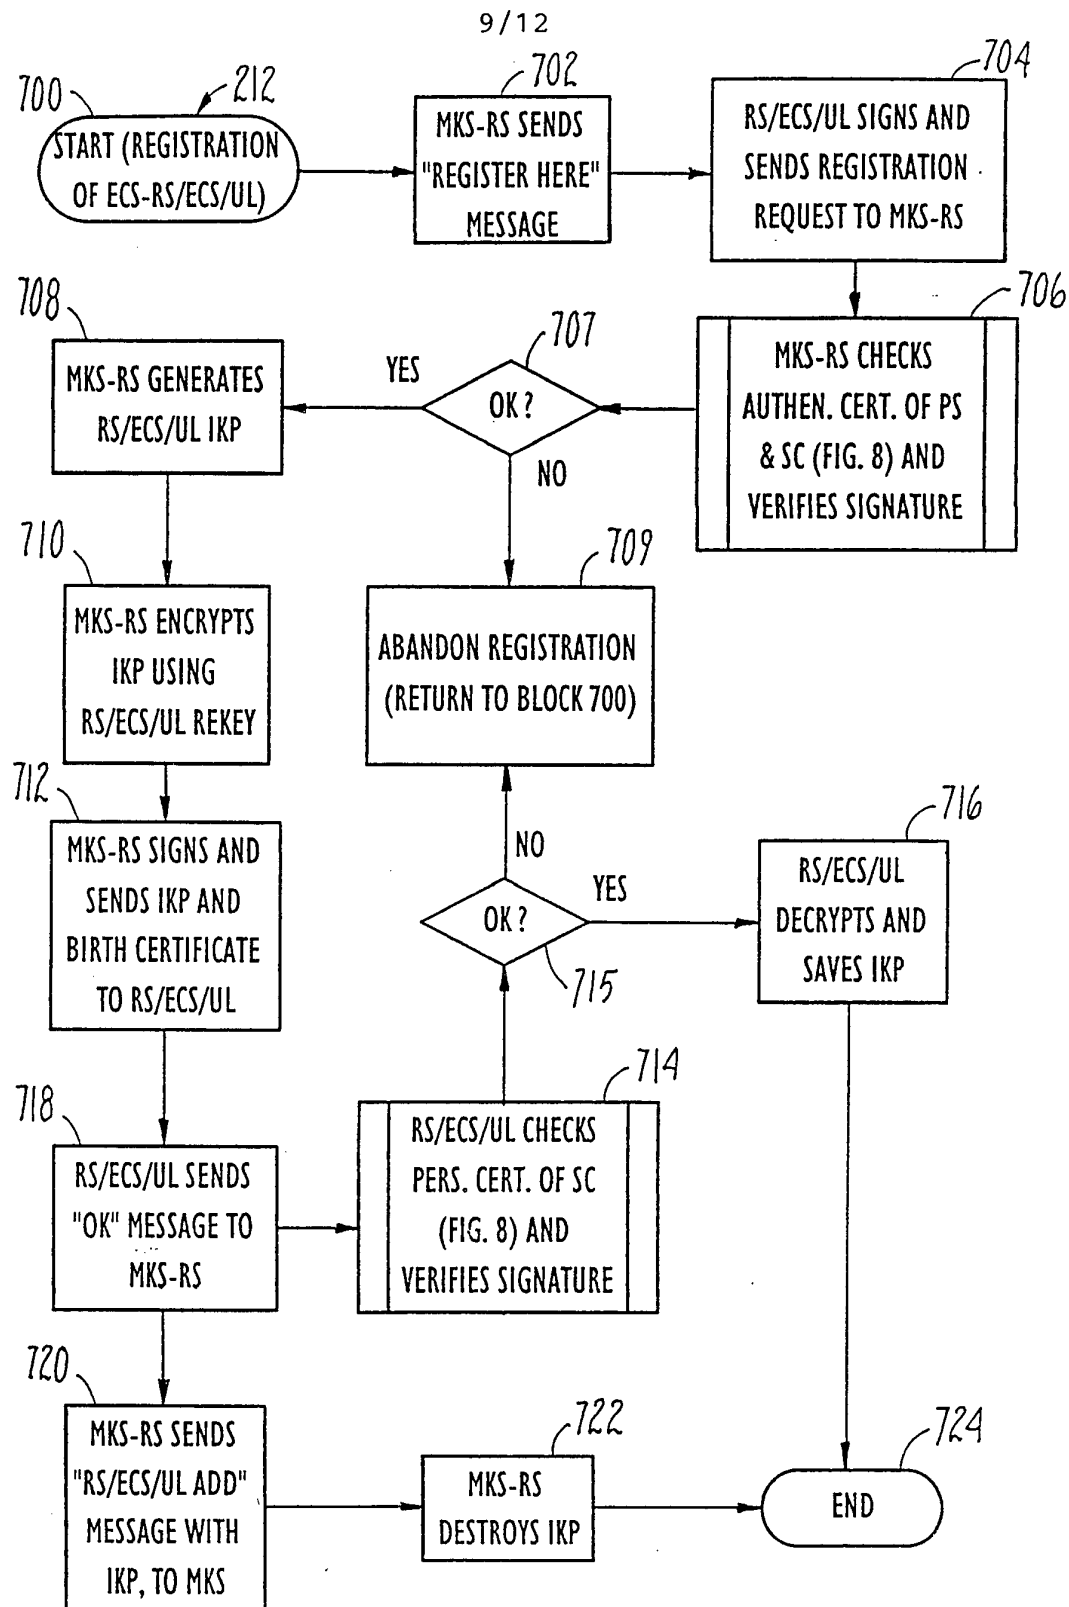 9/12
700
212
START (REGISTRATION
OF ECS-RS/ECS/UL)
702
MKS-RS SENDS
"REGISTER HERE"
MESSAGE
704
RS/ECS/UL SIGNS AND
SENDS REGISTRATION
REQUEST TO MKS-RS
706
MKS-RS CHECKS
AUTHEN. CERT. OF PS
& SC (FIG. 8) AND
VERIFIES SIGNATURE
707
OK?
YES
NO
708
MKS-RS GENERATES
RS/ECS/UL IKP
709
ABANDON REGISTRATION
(RETURN TO BLOCK 700)
710
MKS-RS ENCRYPTS
IKP USING
RS/ECS/UL REKEY
712
MKS-RS SIGNS AND
SENDS IKP AND
BIRTH CERTIFICATE
TO RS/ECS/UL
NO
OK?
YES
715
716
RS/ECS/UL
DECRYPTS AND
SAVES IKP
718
RS/ECS/UL SENDS
"OK" MESSAGE TO
MKS-RS
714
RS/ECS/UL CHECKS
PERS. CERT. OF SC
(FIG. 8) AND
VERIFIES SIGNATURE
720
MKS-RS SENDS
"RS/ECS/UL ADD"
MESSAGE WITH
IKP, TO MKS
722
MKS-RS
DESTROYS IKP
724
END